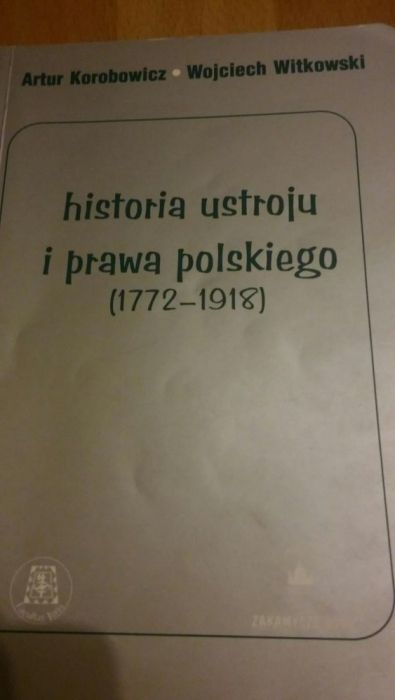 Artur Korobowicz • Wojciech Witkowski
historia ustroju
i prawa polskiego
(1772–1918)